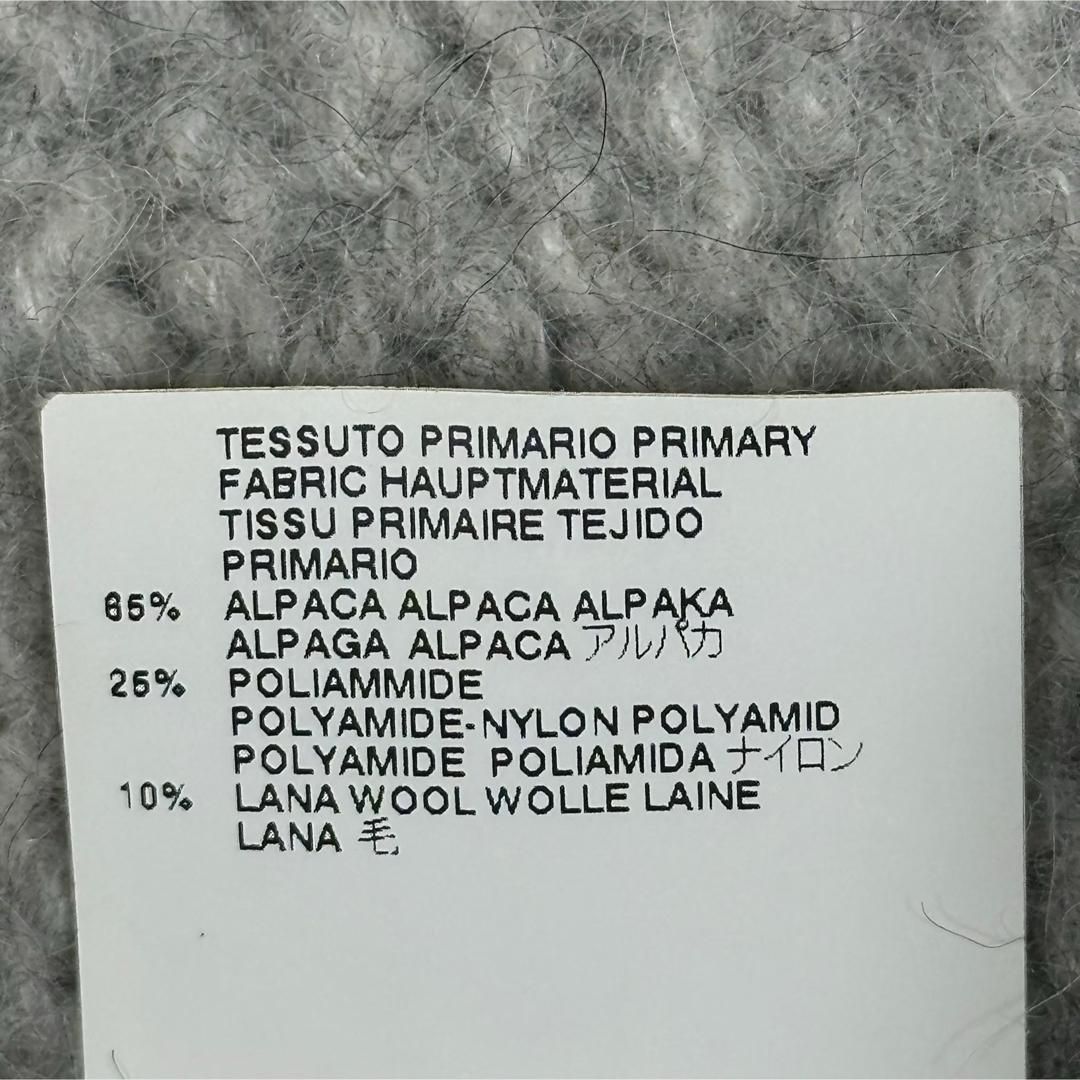 TESSUTO PRIMARIO PRIMARY
FABRIC HAUPTMATERIAL
TISSU PRIMAIRE TEJIDO
PRIMARIO
65% ALPACA ALPACA ALPAKA
ALPAGA ALPACA アルパカ
25% POLIAMMIDE
POLYAMIDE-NYLON POLYAMID
POLYAMIDE POLIAMIDA ナイロン
10% LANA WOOL WOLLE LAINE
LANA 毛